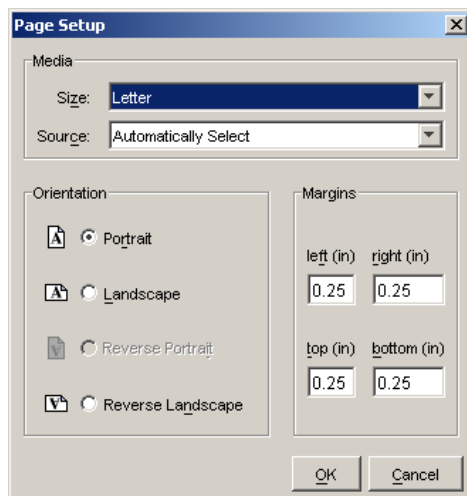 Page Setup
Media
Size: Letter
Source: Automatically Select
Orientation
A Portrait
A Landscape
A Reverse Portrait
A Reverse Landscape
Margins
left (in) right (in)
0.25 0.25
top (in) bottom (in)
0.25 0.25
OK Cancel